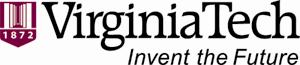 1872
VirginiaTech
Invent the Future